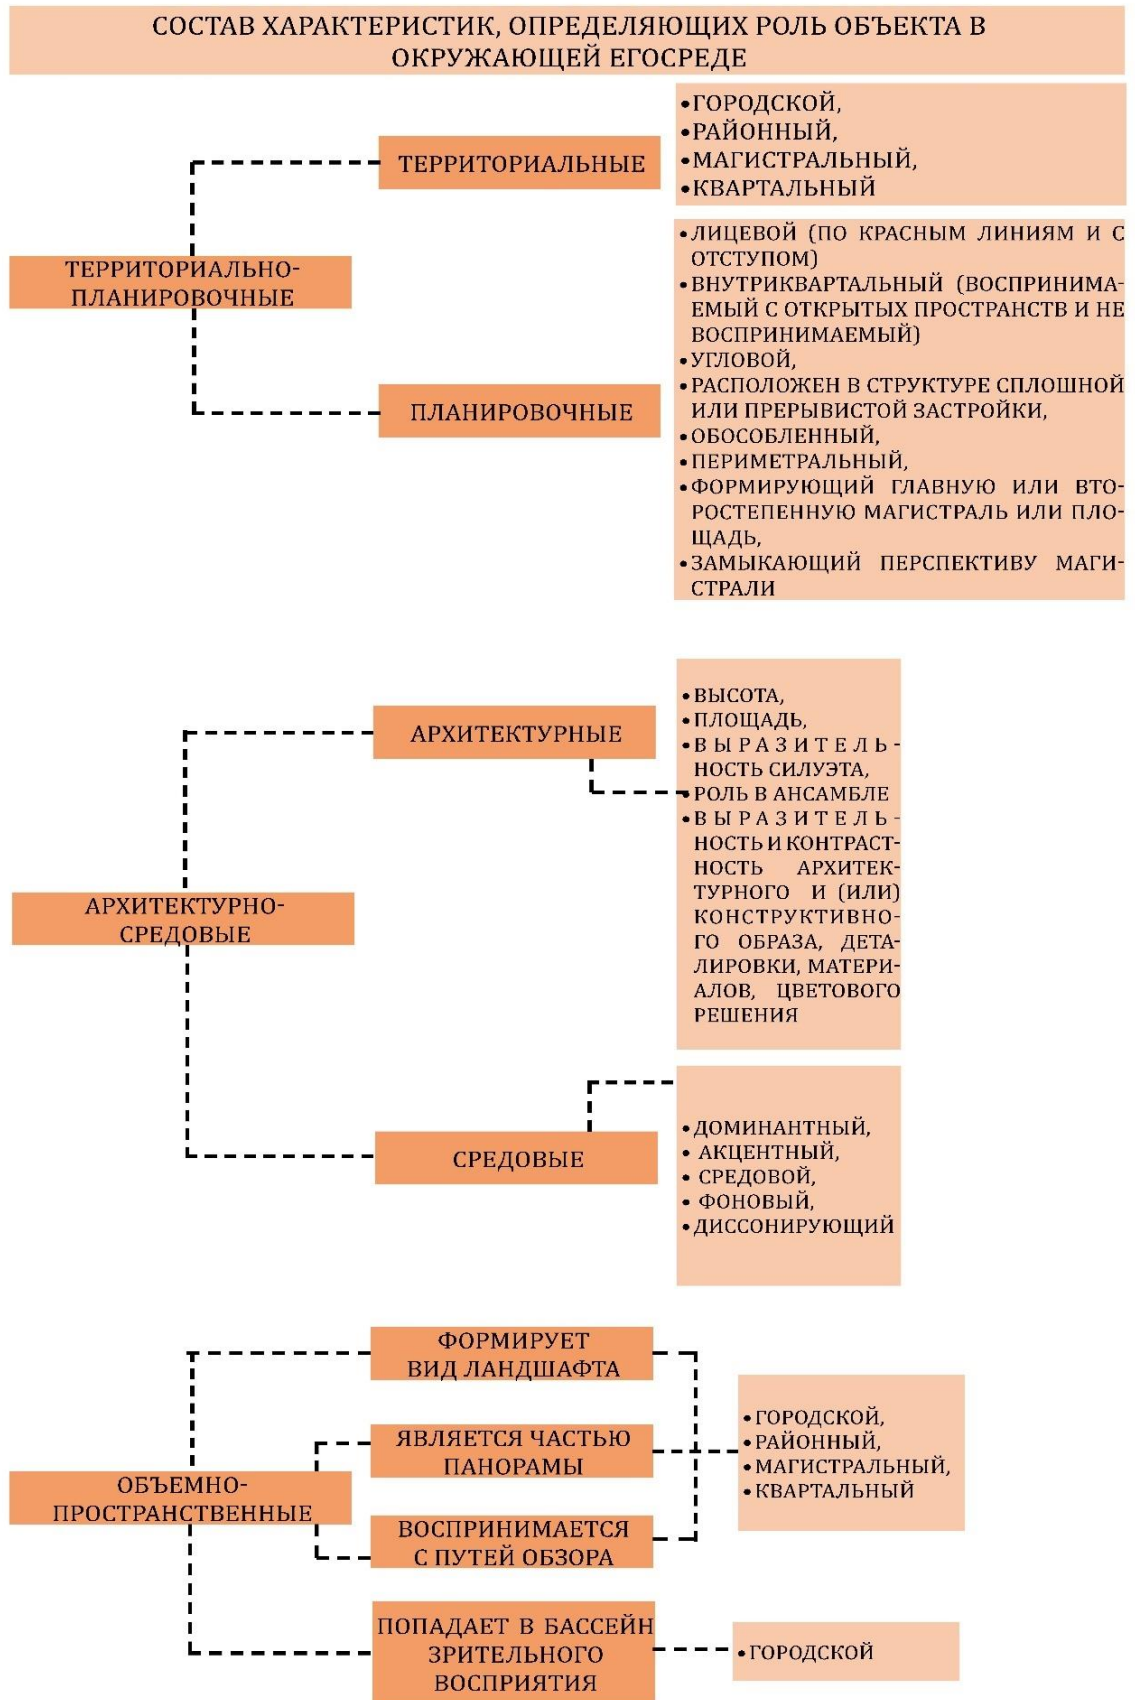 СОСТАВ ХАРАКТЕРИСТИК, ОПРЕДЕЛЯЮЩИХ РОЛЬ ОБЪЕКТА В
ОКРУЖАЮЩЕЙ ЕГОСРЕДЕ
ТЕРРИТОРИАЛЬНО-
ПЛАНИРОВОЧНЫЕ
ТЕРРИТОРИАЛЬНЫЕ
•ГОРОДСКОЙ,
•РАЙОННЫЙ,
•МАГИСТРАЛЬНЫЙ,
•КВАРТАЛЬНЫЙ
ПЛАНИРОВОЧНЫЕ
•ЛИЦЕВОЙ (ПО КРАСНЫМ ЛИНИЯМ И С
ОТСТУПОМ)
•ВНУТРИКВАРТАЛЬНЫЙ (ВОСПРИНИМА-
ЕМЫЙ С ОТКРЫТЫХ ПРОСТРАНСТВ И НЕ
ВОСПРИНИМАЕМЫЙ)
•УГЛОВОЙ,
•РАСПОЛОЖЕН В СТРУКТУРЕ СПЛОШНОЙ
ИЛИ ПРЕРЫВИСТОЙ ЗАСТРОЙКИ,
•ОБОСОБЛЕННЫЙ,
•ПЕРИМЕТРАЛЬНЫЙ,
•ФОРМИРУЮЩИЙ ГЛАВНУЮ ИЛИ ВТО-
РОСТЕПЕННУЮ МАГИСТРАЛЬ ИЛИ ПЛО-
ЩАДЬ,
•ЗАМЫКАЮЩИЙ ПЕРСПЕКТИВУ МАГИ-
СТРАЛИ
АРХИТЕКТУРНО-
СРЕДОВЫЕ
АРХИТЕКТУРНЫЕ
•ВЫСОТА,
•ПЛОЩАДЬ,
•ВЫРАЗИТЕЛЬ-
НОСТЬ СИЛУЭТА,
•РОЛЬ В АНСАМБЛЕ
•ВЫРАЗИТЕЛЬ-
НОСТЬ И КОНТРАСТ-
НОСТЬ АРХИТЕК-
ТУРНОГО И (ИЛИ)
КОНСТРУКТИВНО-
ГО ОБРАЗА, ДЕТА-
ЛИРОВКИ, МАТЕРИ-
АЛОВ, ЦВЕТОВОГО
РЕШЕНИЯ
СРЕДОВЫЕ
•ДОМИНАНТНЫЙ,
•АКЦЕНТНЫЙ,
•СРЕДОВОЙ,
•ФОНОВЫЙ,
•ДИССОНИРУЮЩИЙ
ОБЪЕМНО-
ПРОСТРАНСТВЕННЫЕ
ФОРМИРУЕТ
ВИД ЛАНДШАФТА
ЯВЛЯЕТСЯ ЧАСТЬЮ
ПАНОРАМЫ
ВОСПРИНИМАЕТСЯ
С ПУТЕЙ ОБЗОРА
•ГОРОДСКОЙ,
•РАЙОННЫЙ,
•МАГИСТРАЛЬНЫЙ,
•КВАРТАЛЬНЫЙ
ПОПАДАЕТ В БАССЕЙН
ЗРИТЕЛЬНОГО
ВОСПРИЯТИЯ
•ГОРОДСКОЙ